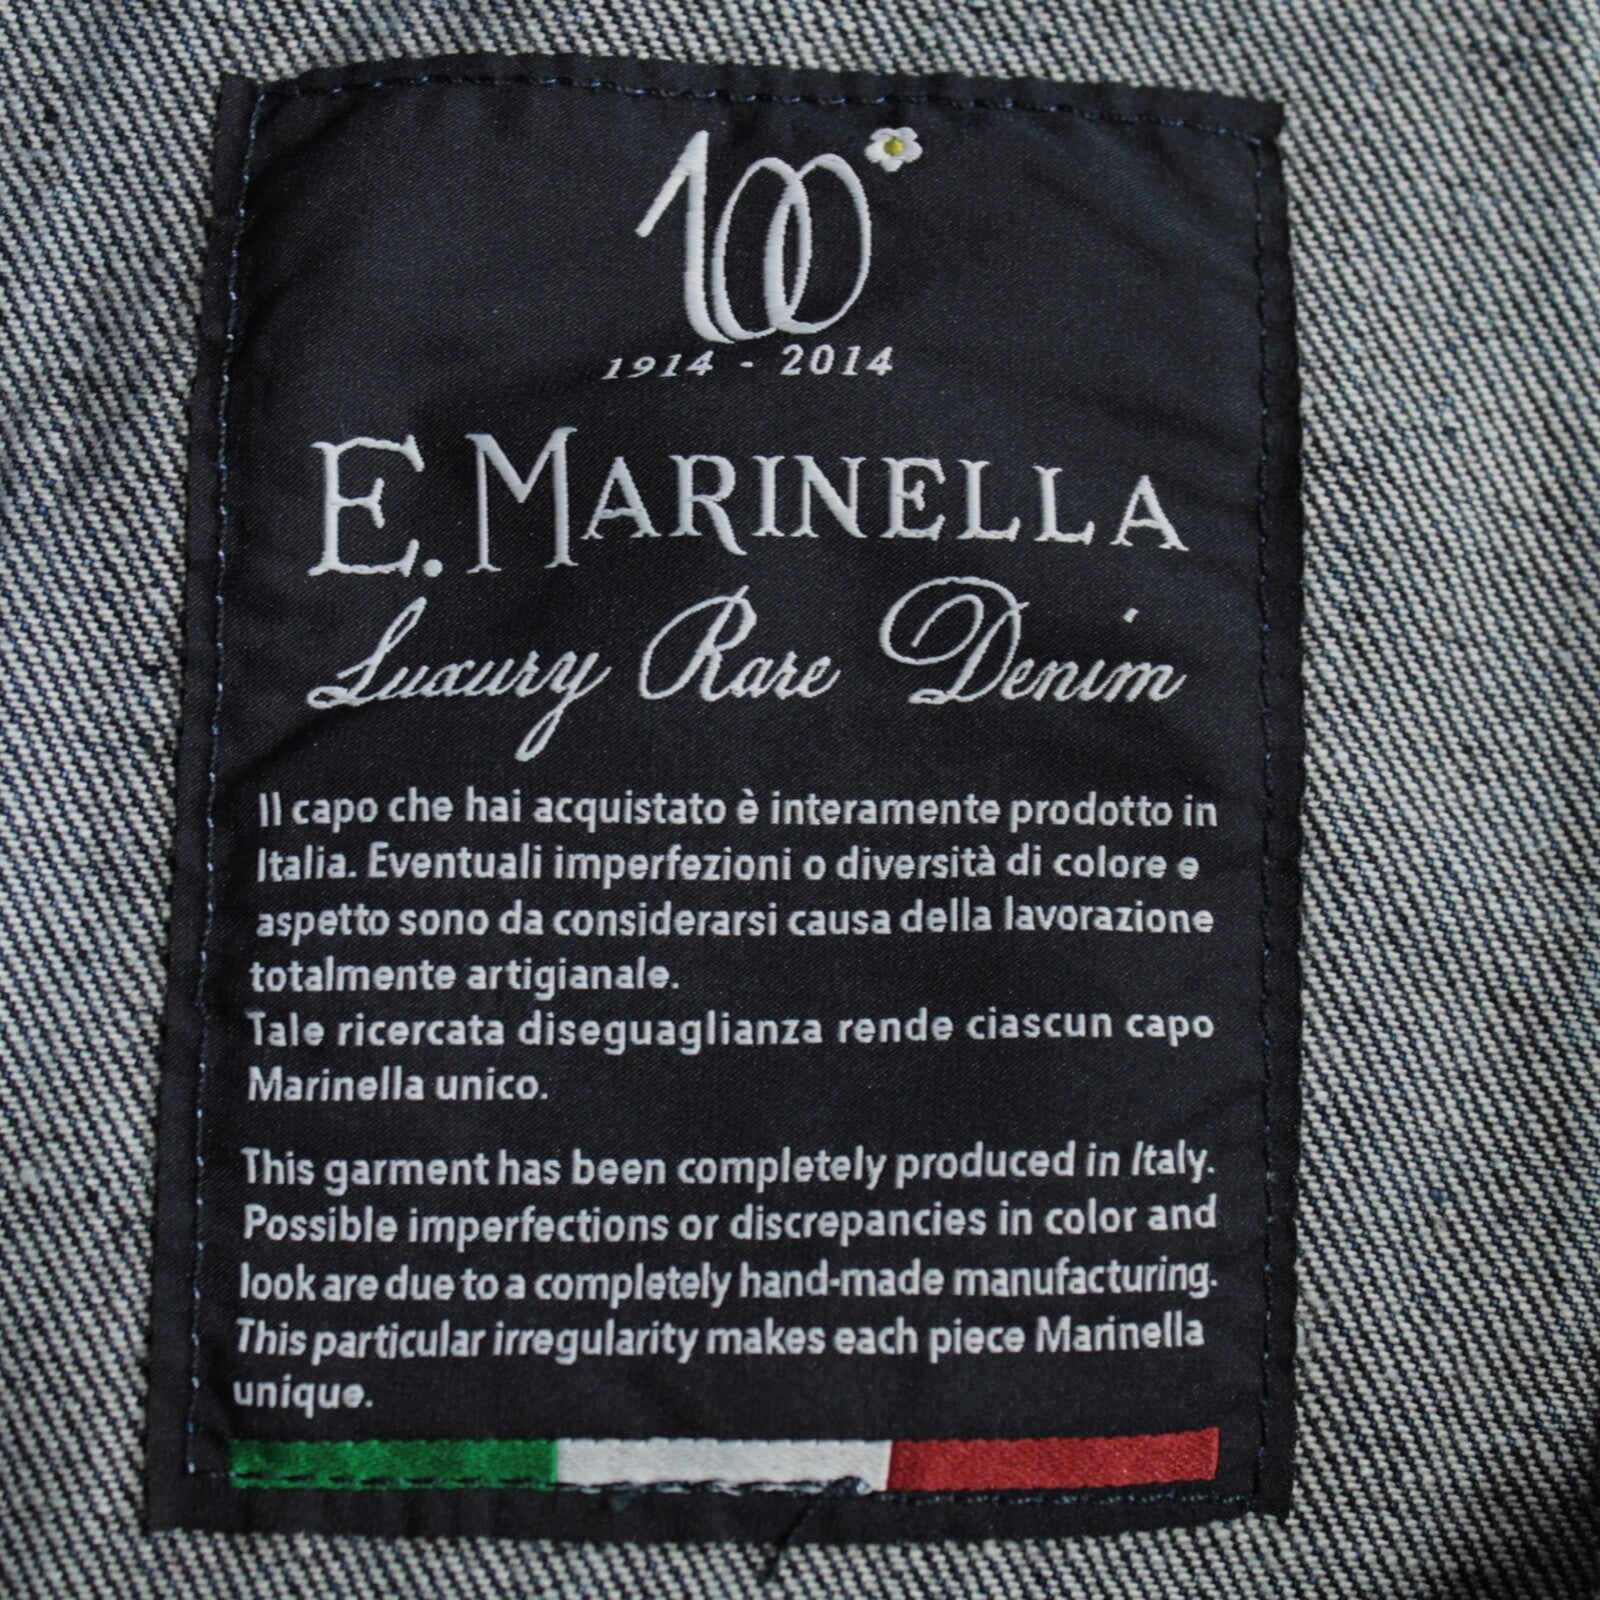 100
1914 - 2014
E. MARINELLA
Luxury Rare Denim
Il capo che hai acquistato è interamente prodotto in
Italia. Eventuali imperfezioni o diversità di colore e
aspetto sono da considerarsi causa della lavorazione
totalmente artigianale.
Tale ricercata diseguaglianza rende ciascun capo
Marinella unico.
This garment has been completely produced in Italy.
Possible imperfections or discrepancies in color and
look are due to a completely hand-made manufacturing.
This particular irregularity makes each piece Marinella
unique.